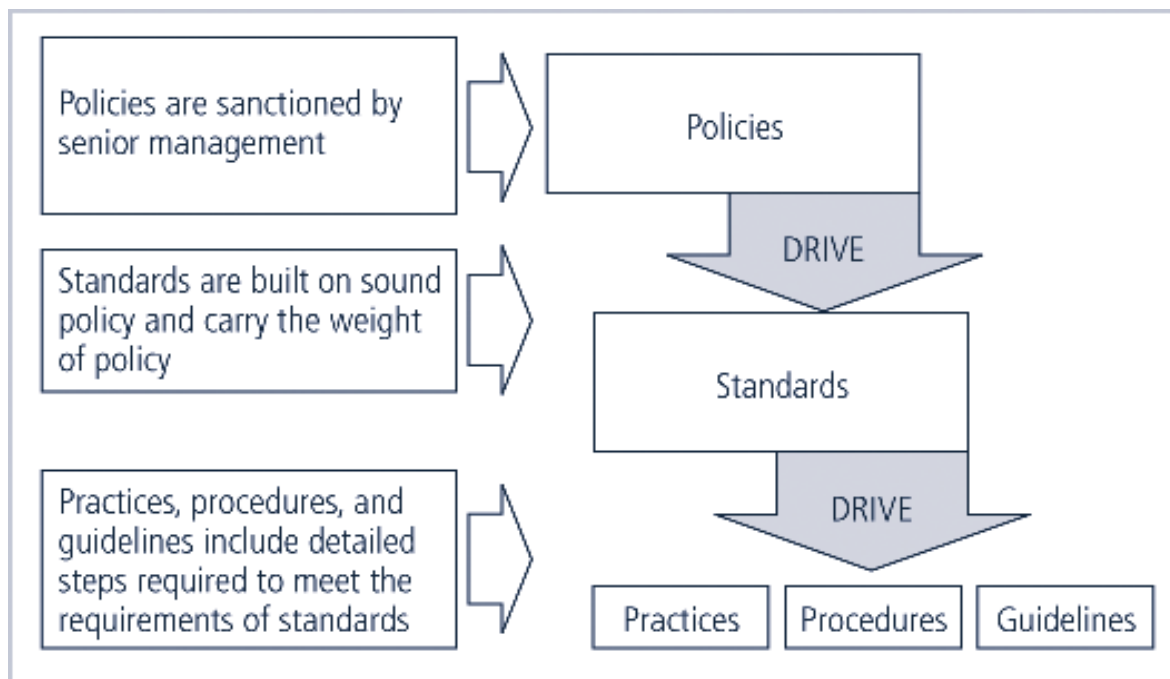 Policies are sanctioned by
senior management
Policies
DRIVE
Standards are built on sound
policy and carry the weight
of policy
Standards
DRIVE
Practices, procedures, and
guidelines include detailed
steps required to meet the
requirements of standards
Practices
Procedures
Guidelines